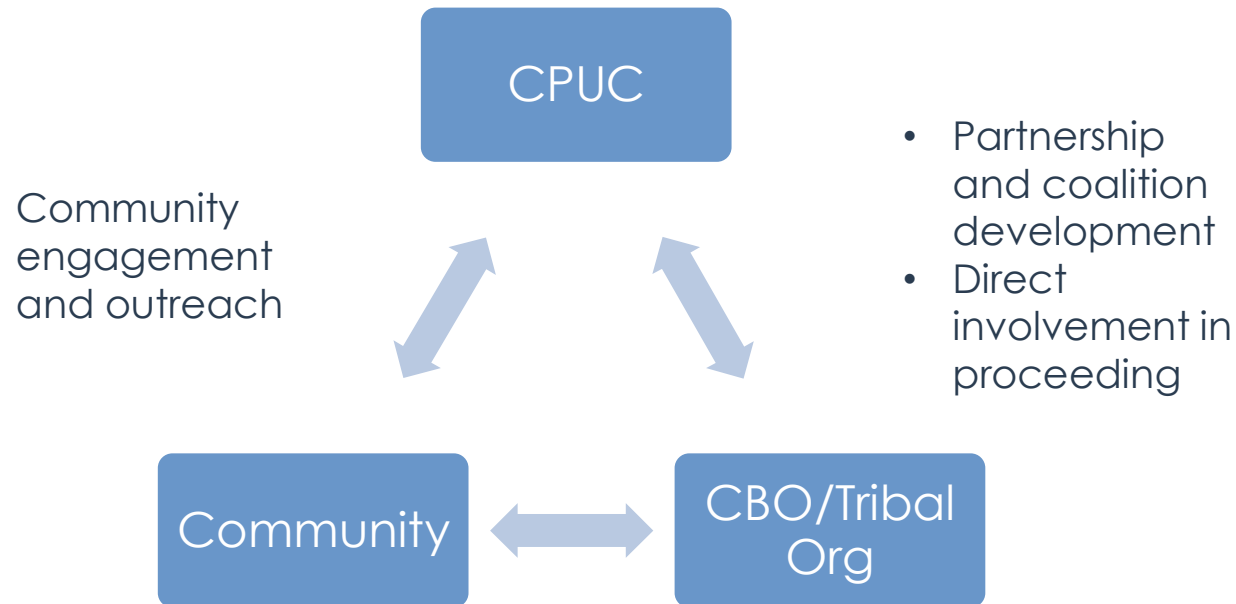 CPUC
Community
engagement
and outreach
• Partnership
and coalition
development
• Direct
involvement in
proceeding
Community
CBO/Tribal
Org